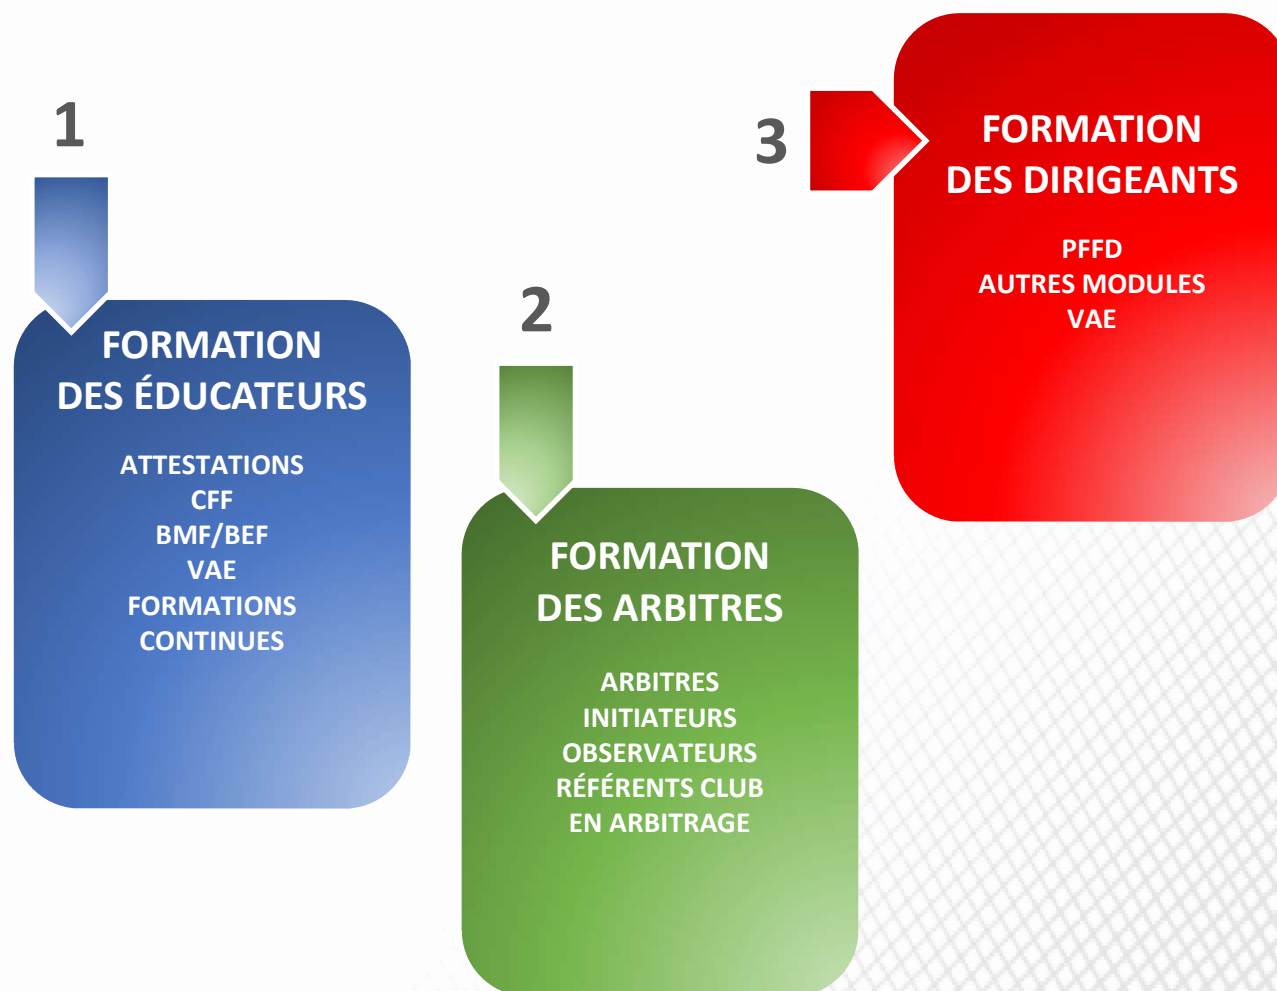 1
FORMATION
DES ÉDUCATEURS
ATTESTATIONS
CFF
BMF/BEF
VAE
FORMATIONS
CONTINUES
2
FORMATION
DES ARBITRES
ARBITRES
INITIATEURS
OBSERVATEURS
RÉFÉRENTS CLUB
EN ARBITRAGE
3
FORMATION
DES DIRIGEANTS
PFFD
AUTRES MODULES
VAE